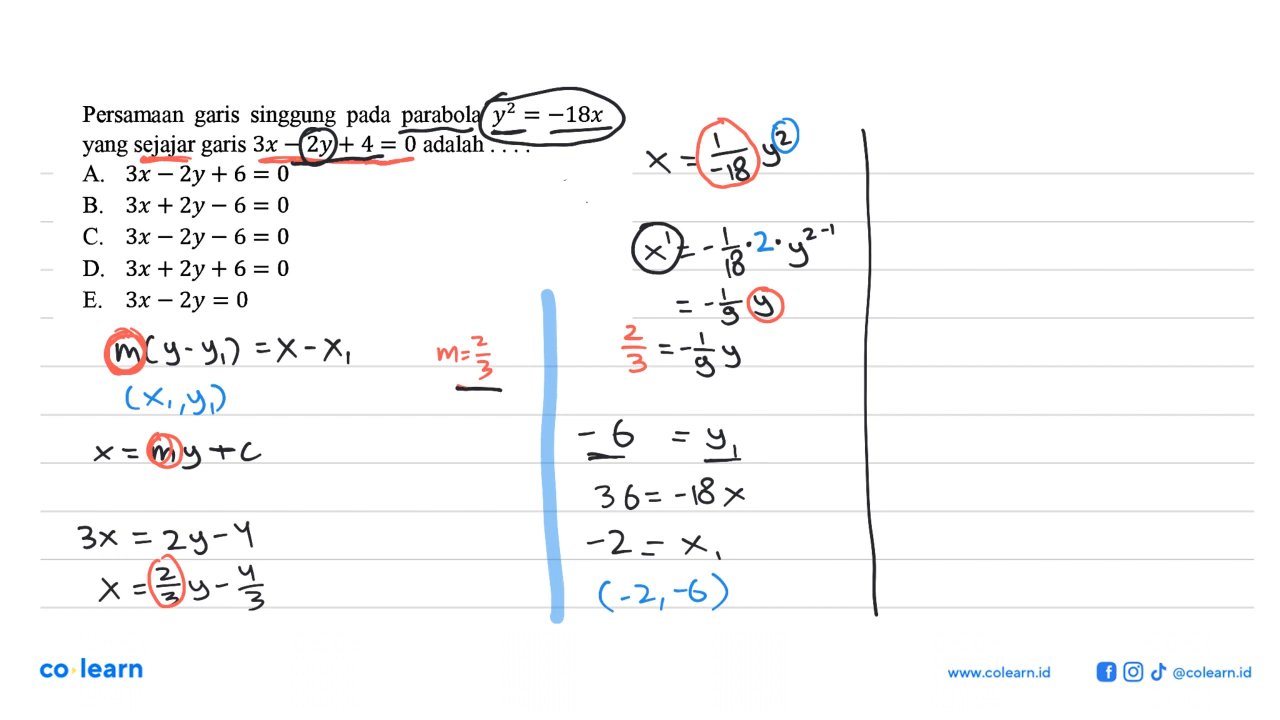 Persamaan garis singgung pada parabola y² = −18x
yang sejajar garis 3x − 2y + 4 = 0 adalah . . . .
A. 3x − 2y + 6 = 0
B. 3x + 2y − 6 = 0
C. 3x − 2y − 6 = 0
D. 3x + 2y + 6 = 0
E. 3x − 2y = 0
m(y - y₁) = x - x₁
m = 2/3
(x₁, y₁)
x = my + c
3x = 2y - 4
x = 2/3 y - 4/3
x = 1/-18 y²
x' = -1/18 · 2 · y²⁻¹
= -1/9 y
2/3 = -1/9 y
-6 = y₁
36 = -18x
-2 = x₁
(-2, -6)
co learn
www.colearn.id
@colearn.id